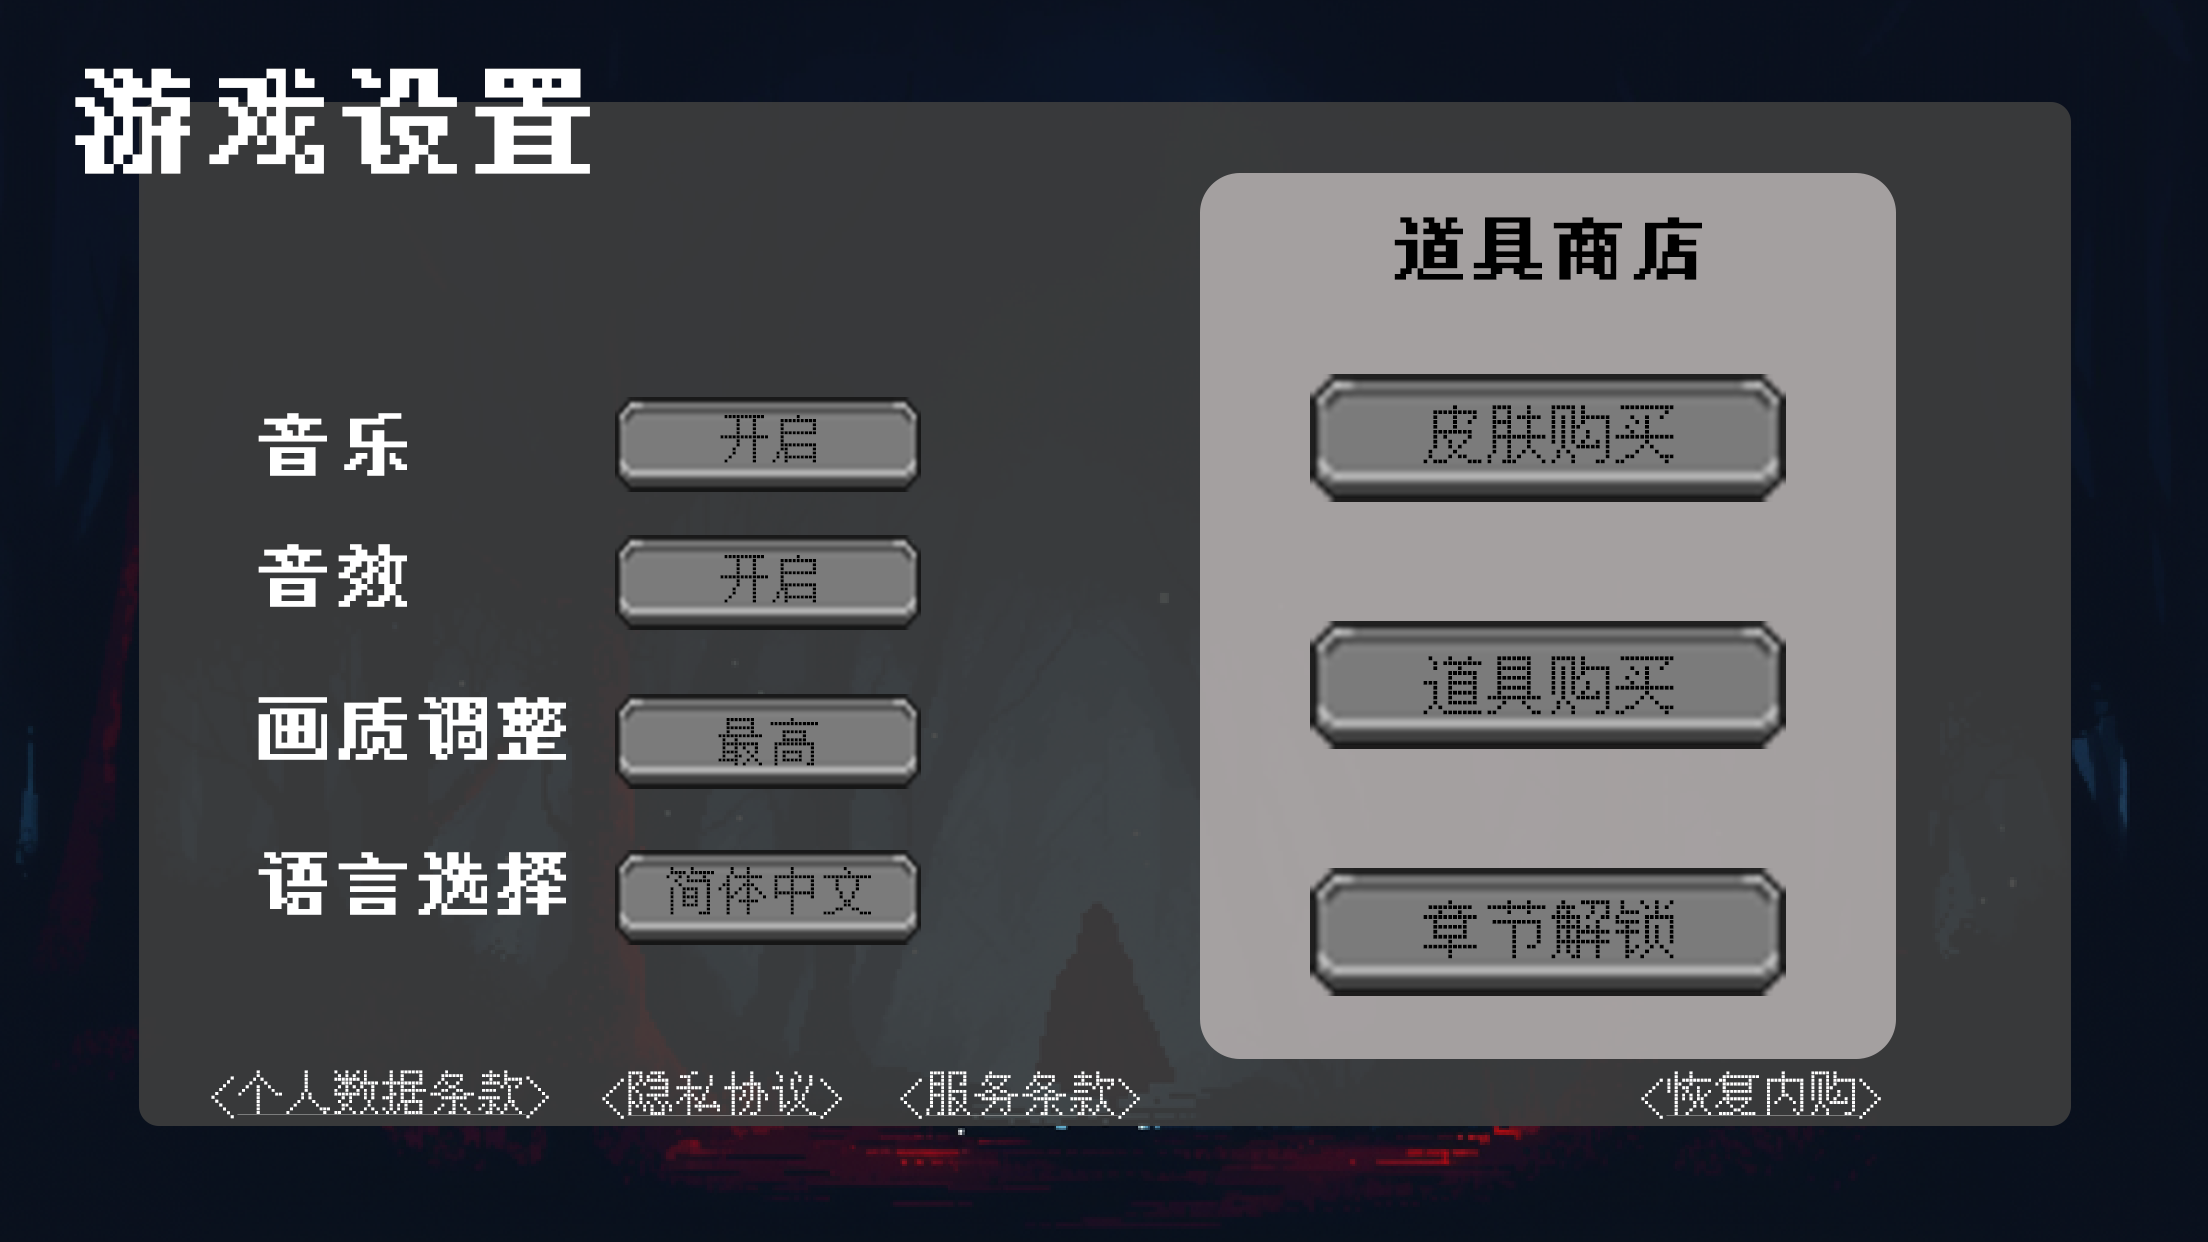 游戏设置
音乐 开启
音效 开启
画质调整 最高
语言选择 简体中文
道具商店
皮肤购买
道具购买
章节解锁
<个人数据条款> <隐私协议> <服务条款> <恢复内购>